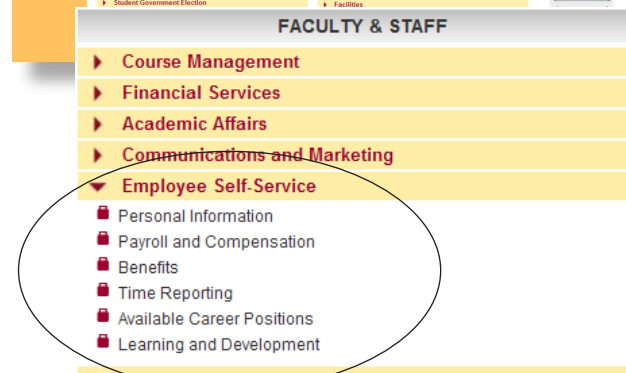 Student Government Election
Facilities
FACULTY & STAFF
Course Management
Financial Services
Academic Affairs
Communications and Marketing
Employee Self-Service
Personal Information
Payroll and Compensation
Benefits
Time Reporting
Available Career Positions
Learning and Development